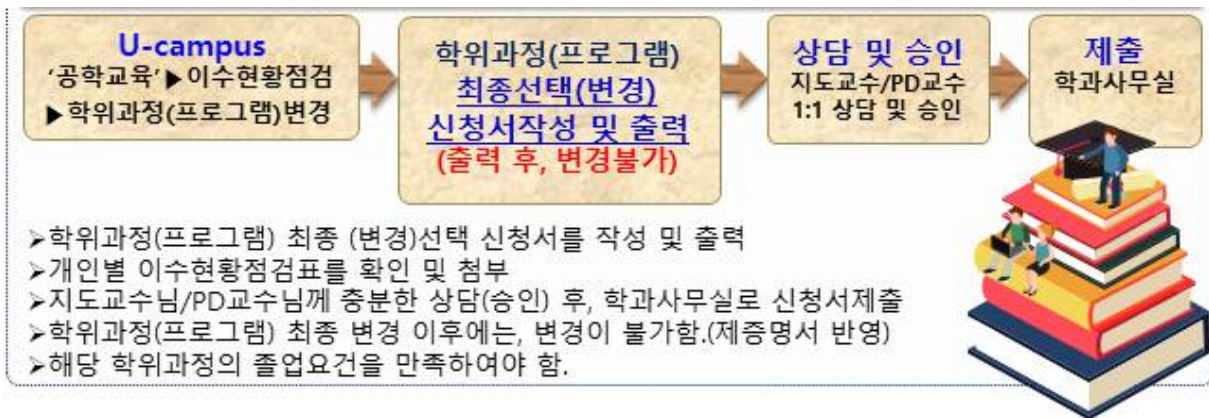 U-campus
‘공학교육’▶이수현황점검
▶학위과정(프로그램)변경
학위과정(프로그램)
최종선택(변경)
신청서작성 및 출력
(출력 후, 변경불가)
상담 및 승인
지도교수/PD교수
1:1 상담 및 승인
제출
학과사무실
➢학위과정(프로그램) 최종 (변경)선택 신청서를 작성 및 출력
➢개인별 이수현황점검표를 확인 및 첨부
➢지도교수님/PD교수님께 충분한 상담(승인) 후, 학과사무실로 신청서제출
➢학위과정(프로그램) 최종 변경 이후에는, 변경이 불가함.(제증명서 반영)
➢해당 학위과정의 졸업요건을 만족하여야 함.